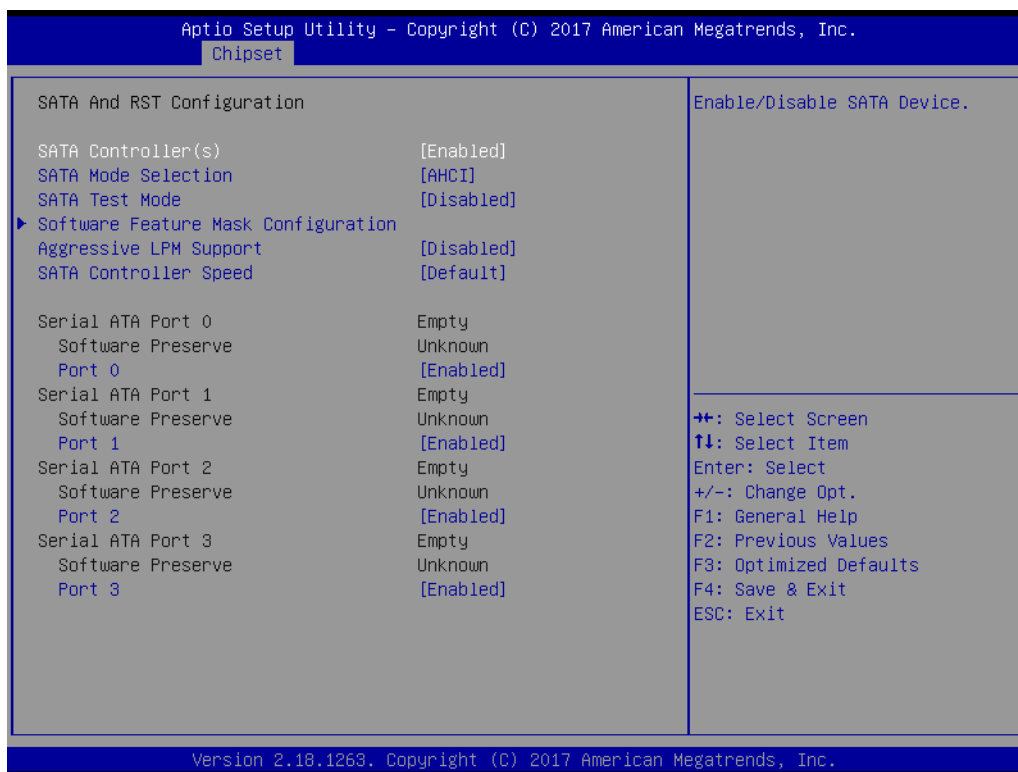 Aptio Setup Utility – Copyright (C) 2017 American Megatrends, Inc.
Chipset
SATA And RST Configuration
SATA Controller(s) [Enabled]
SATA Mode Selection [AHCI]
SATA Test Mode [Disabled]
▶ Software Feature Mask Configuration
Aggressive LPM Support [Disabled]
SATA Controller Speed [Default]
Serial ATA Port 0 Empty
Software Preserve Unknown
Port 0 [Enabled]
Serial ATA Port 1 Empty
Software Preserve Unknown
Port 1 [Enabled]
Serial ATA Port 2 Empty
Software Preserve Unknown
Port 2 [Enabled]
Serial ATA Port 3 Empty
Software Preserve Unknown
Port 3 [Enabled]
Enable/Disable SATA Device.
→←: Select Screen
↑↓: Select Item
Enter: Select
+/-: Change Opt.
F1: General Help
F2: Previous Values
F3: Optimized Defaults
F4: Save & Exit
ESC: Exit
Version 2.18.1263. Copyright (C) 2017 American Megatrends, Inc.